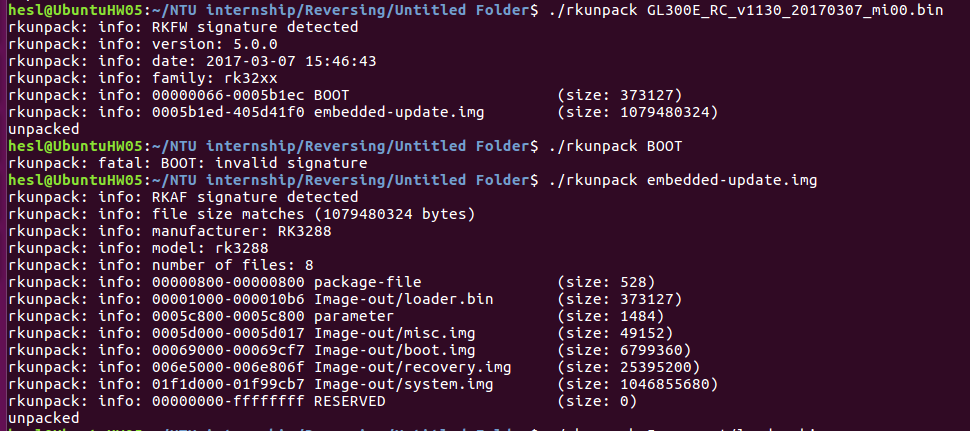 hesl@UbuntuHW05:~/NTU internship/Reversing/Untitled Folder$ ./rkunpack GL300E_RC_v1130_20170307_mi00.bin
rkunpack: info: RKFW signature detected
rkunpack: info: version: 5.0.0
rkunpack: info: date: 2017-03-07 15:46:43
rkunpack: info: family: rk32xx
rkunpack: info: 00000066-0005b1ec BOOT (size: 373127)
rkunpack: info: 0005b1ed-405d41f0 embedded-update.img (size: 1079480324)
unpacked
hesl@UbuntuHW05:~/NTU internship/Reversing/Untitled Folder$ ./rkunpack BOOT
rkunpack: fatal: BOOT: invalid signature
hesl@UbuntuHW05:~/NTU internship/Reversing/Untitled Folder$ ./rkunpack embedded-update.img
rkunpack: info: RKAF signature detected
rkunpack: info: file size matches (1079480324 bytes)
rkunpack: info: manufacturer: RK3288
rkunpack: info: model: rk3288
rkunpack: info: number of files: 8
rkunpack: info: 00000800-00000800 package-file (size: 528)
rkunpack: info: 00001000-000010b6 Image-out/loader.bin (size: 373127)
rkunpack: info: 0005c800-0005c800 parameter (size: 1484)
rkunpack: info: 0005d000-0005d017 Image-out/misc.img (size: 49152)
rkunpack: info: 00069000-00069cf7 Image-out/boot.img (size: 6799360)
rkunpack: info: 006e5000-006e806f Image-out/recovery.img (size: 25395200)
rkunpack: info: 01f1d000-01f99cb7 Image-out/system.img (size: 1046855680)
rkunpack: info: 00000000-ffffffff RESERVED (size: 0)
unpacked